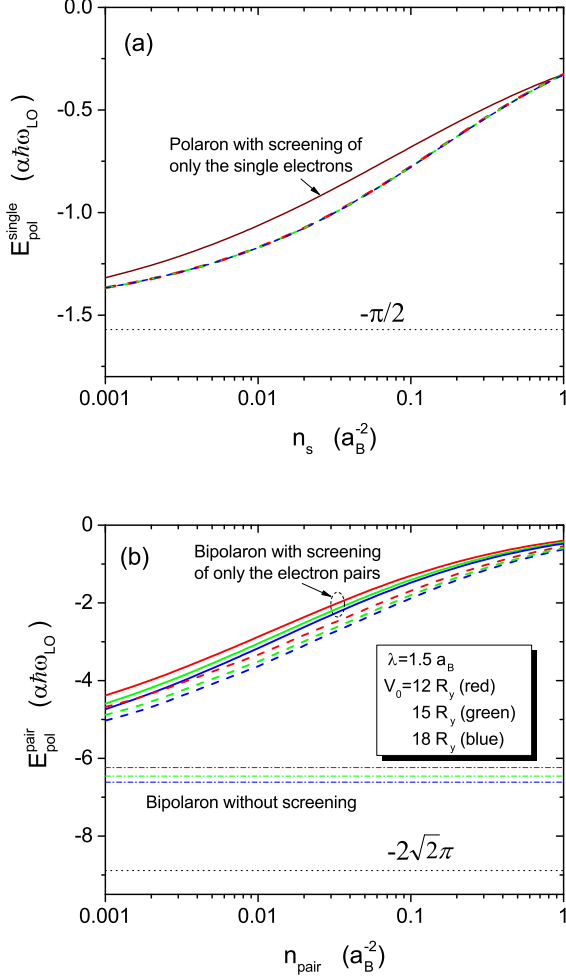 0.0
(a)
-0.5
Polaron with screening of
only the single electrons
-1.0
-1.5
-π/2
E_pol^single (αħω_LO)
0.001 0.01 0.1 1
n_s (a_B^-2)
0
(b)
Bipolaron with screening
of only the electron pairs
-2
-4
λ=1.5 a_B
V_0=12 R_y (red)
15 R_y (green)
18 R_y (blue)
-6
Bipolaron without screening
-8
-2√2π
E_pol^pair (αħω_LO)
0.001 0.01 0.1 1
n_pair (a_B^-2)